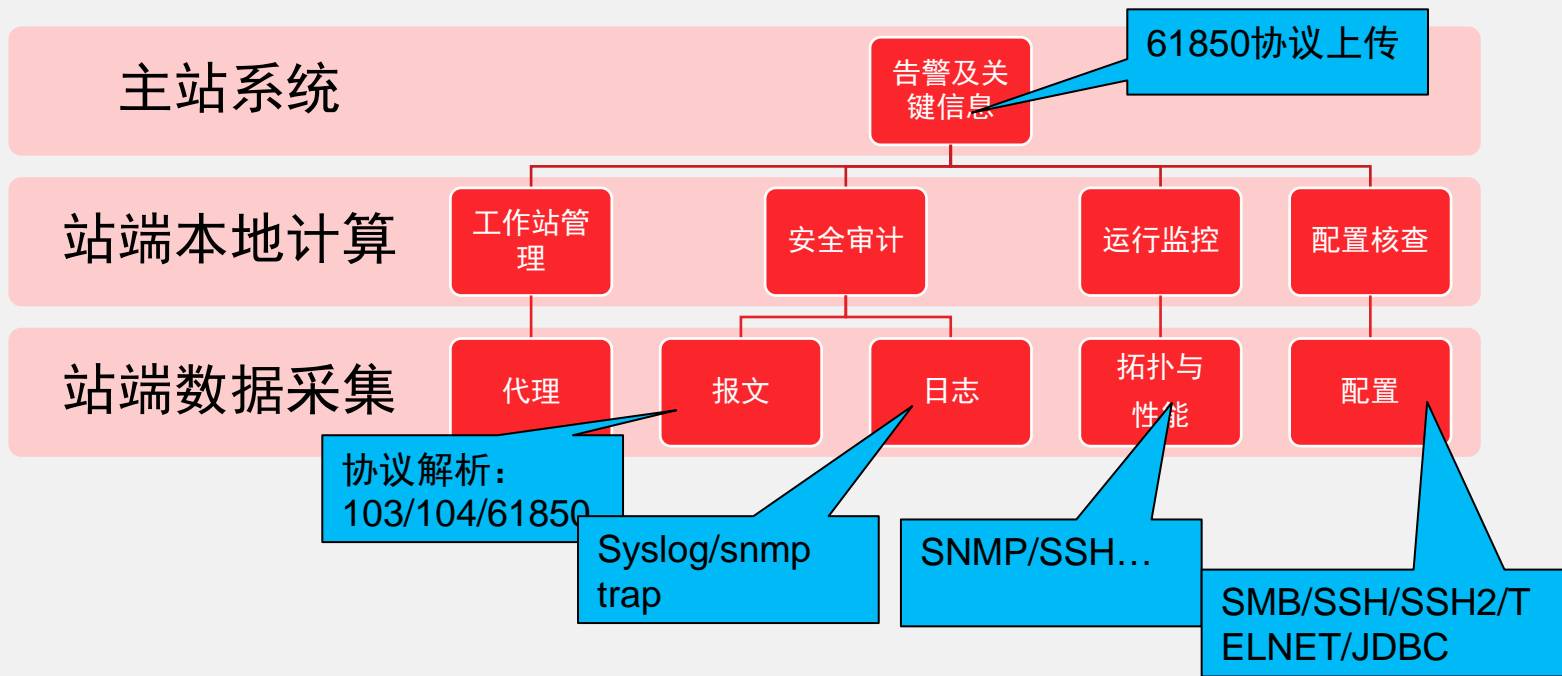 61850协议上传
主站系统
告警及关
键信息
站端本地计算
工作站管
理
安全审计
运行监控
配置核查
站端数据采集
代理
报文
日志
拓扑与
性能
配置
协议解析：
103/104/61850
Syslog/snmp
trap
SNMP/SSH…
SMB/SSH/SSH2/T
ELNET/JDBC